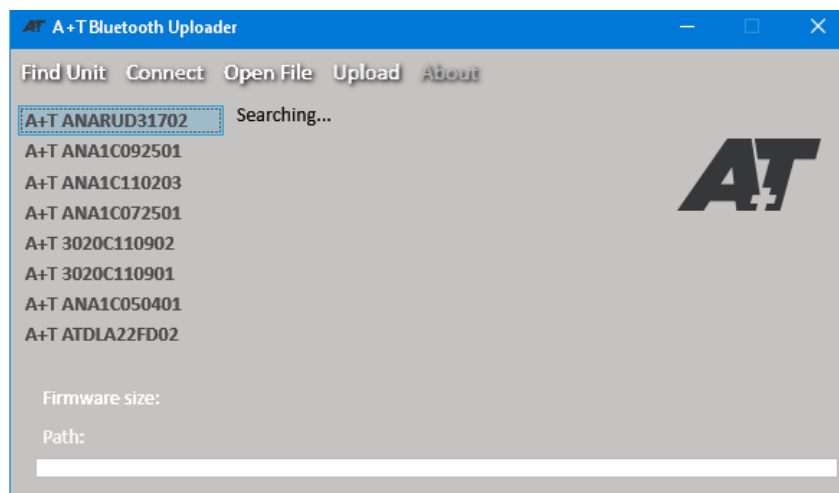 A+T Bluetooth Uploader
Find Unit Connect Open File Upload About
A+T ANARUD31702
Searching...
A+T ANA1C092501
A+T ANA1C110203
A+T ANA1C072501
A+T 3020C110902
A+T 3020C110901
A+T ANA1C050401
A+T ATDLA22FD02
A+T
Firmware size:
Path: